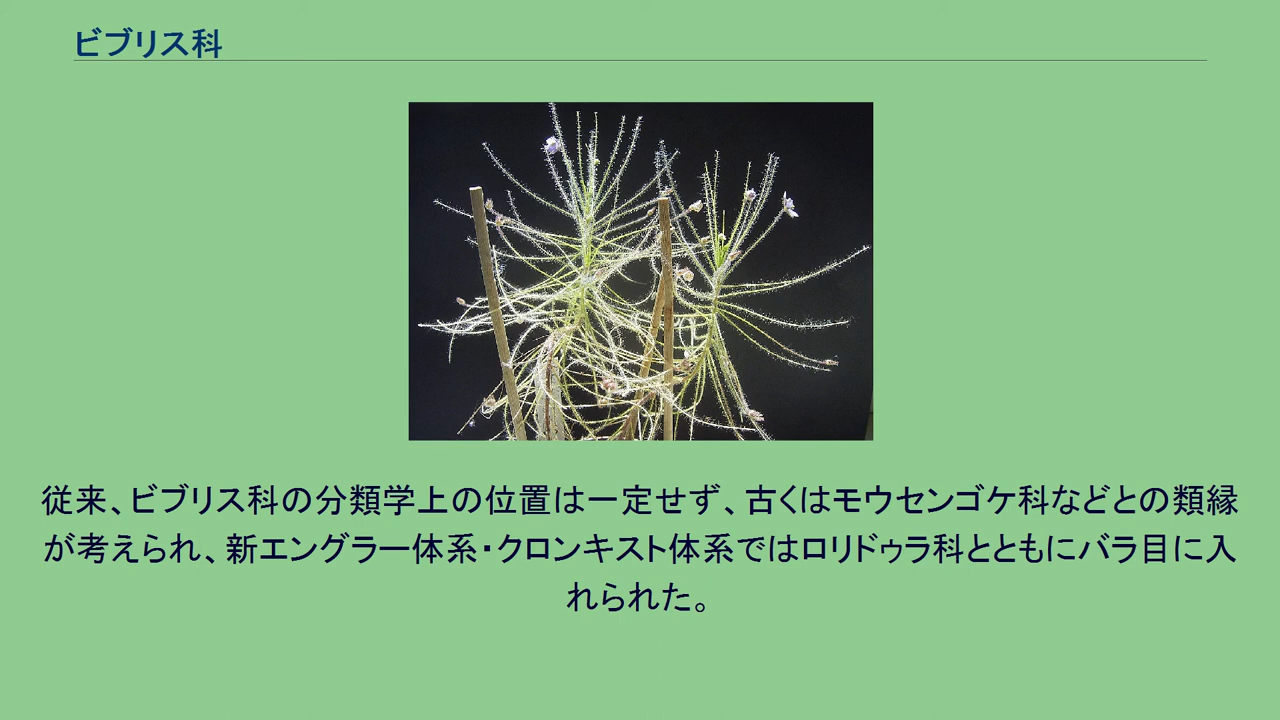 ビブリス科
従来、ビブリス科の分類学上の位置は一定せず、古くはモウセンゴケ科などとの類縁
が考えられ、新エングラー体系・クロンキスト体系ではロリドゥラ科とともにバラ目に入
れられた。